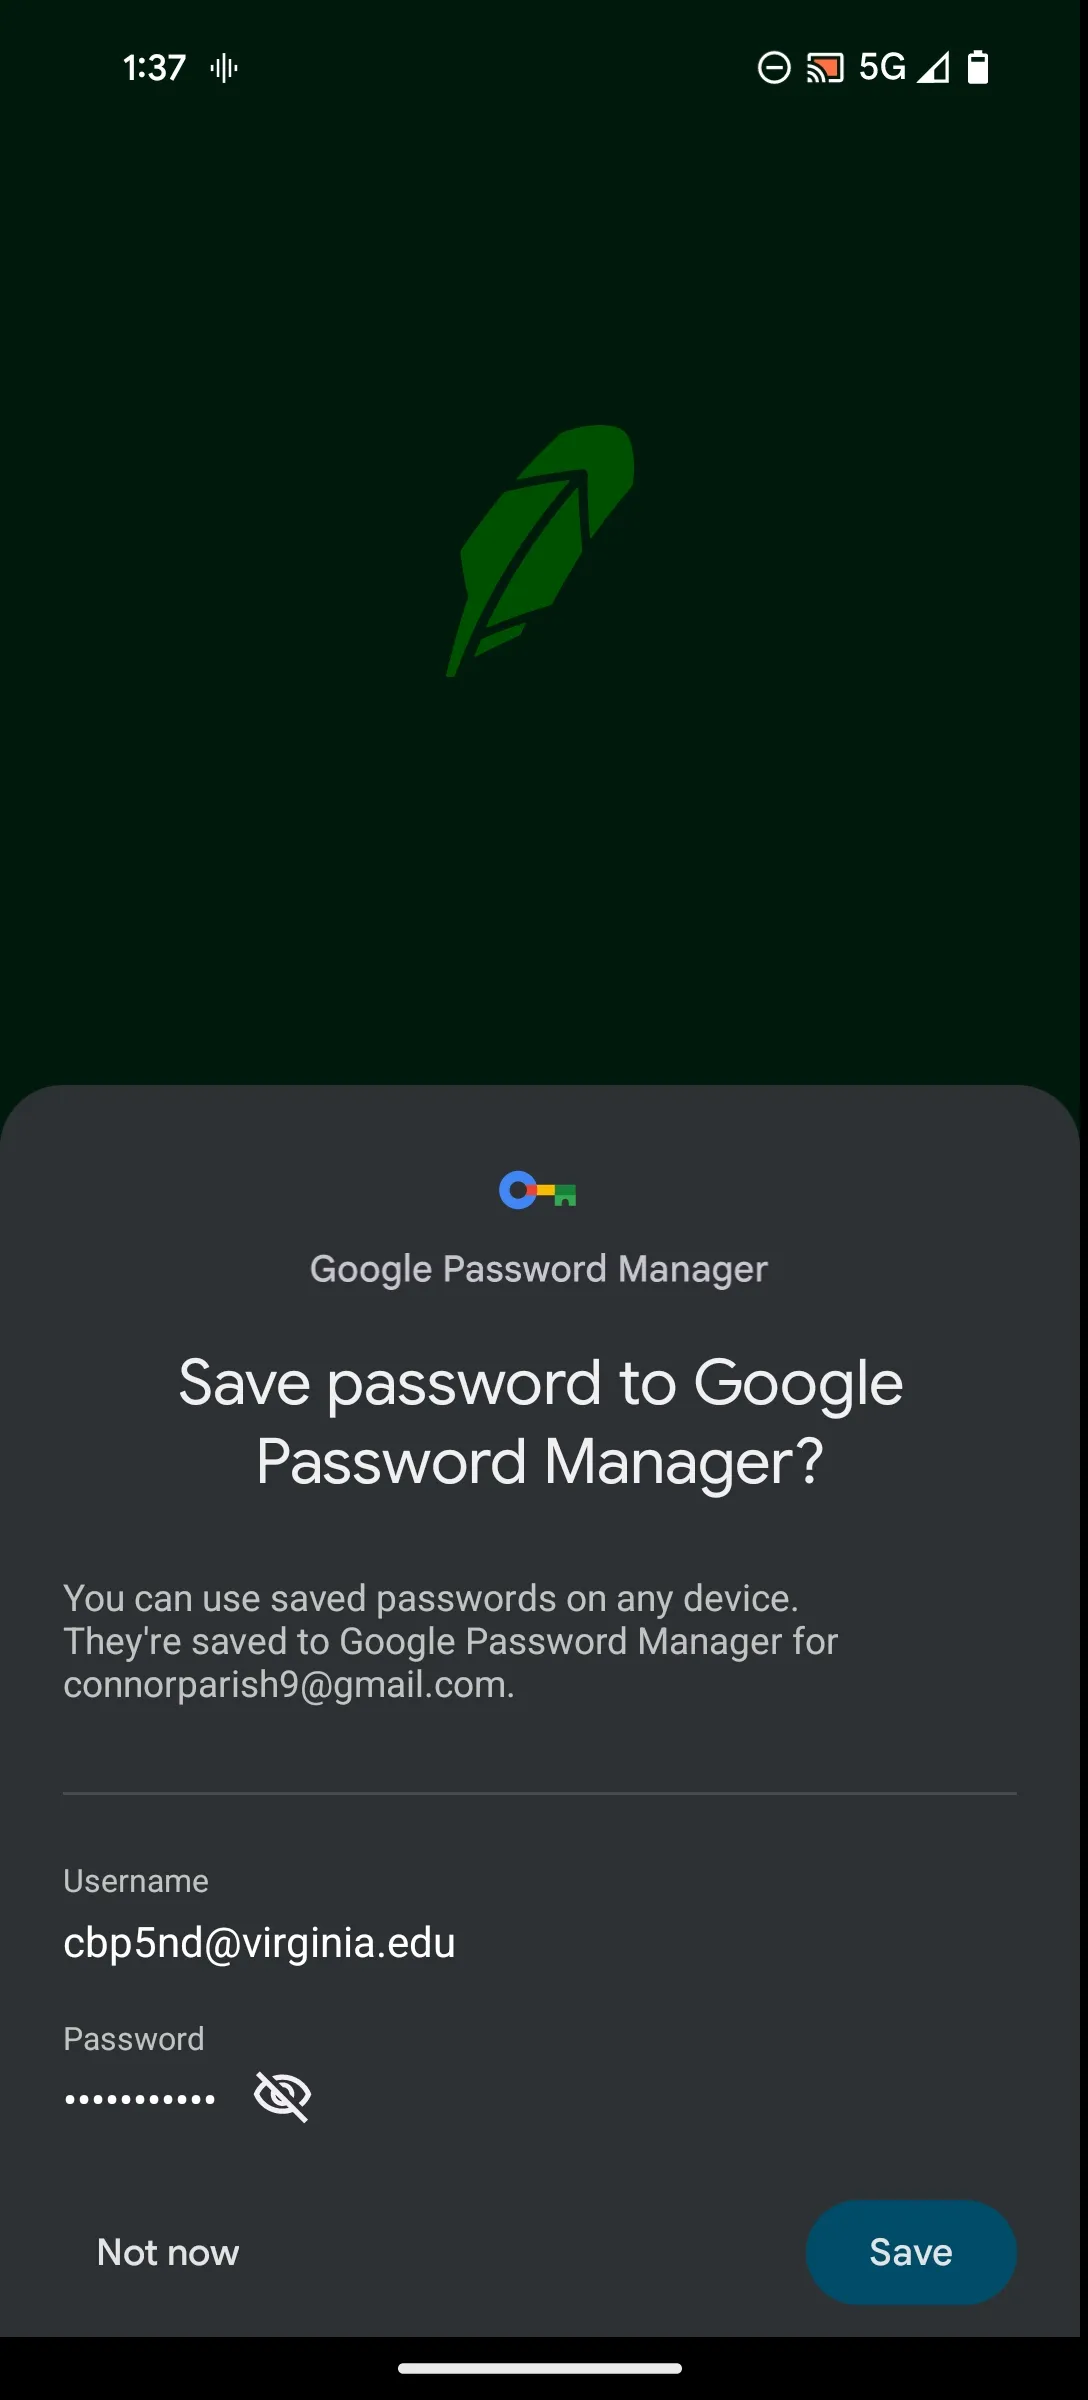 1:37
5G
Google Password Manager
Save password to Google
Password Manager?
You can use saved passwords on any device.
They're saved to Google Password Manager for
connorparish9@gmail.com.
Username
cbp5nd@virginia.edu
Password
•••••••••••
Not now
Save